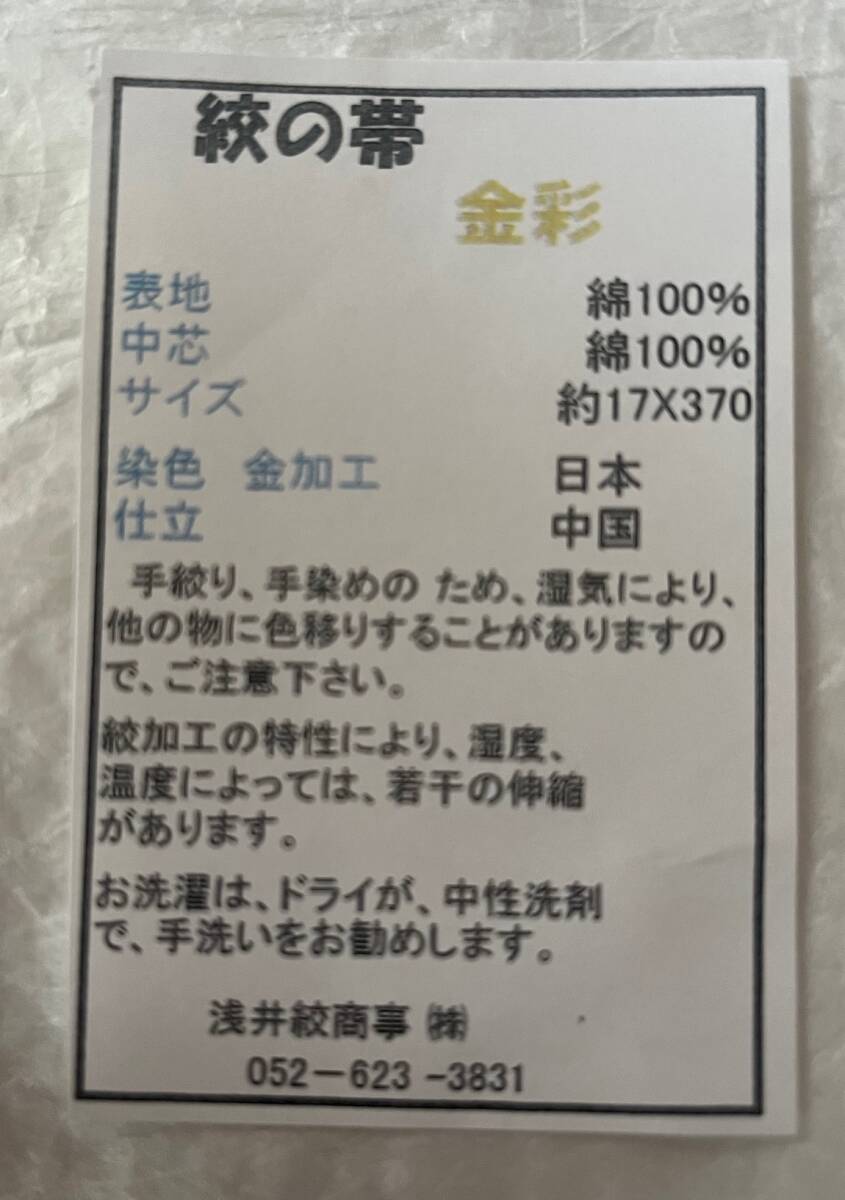 絞の帯
金彩
表地 綿100%
中芯 綿100%
サイズ 約17X370
染色 金加工 日本
仕立 中国
手絞り、手染めの ため、湿気により、
他の物に色移りすることがありますの
で、ご注意下さい。
絞加工の特性により、湿度、
温度によっては、若干の伸縮
があります。
お洗濯は、ドライが、中性洗剤
で、手洗いをお勧めします。
浅井絞商事 ㈱
052－623 -3831